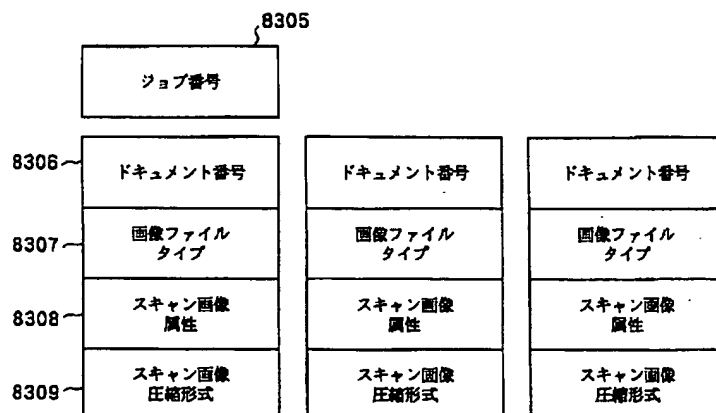 8305
ジョブ番号
8306
ドキュメント番号
ドキュメント番号
ドキュメント番号
8307
画像ファイル
タイプ
画像ファイル
タイプ
画像ファイル
タイプ
8308
スキャン画像
属性
スキャン画像
属性
スキャン画像
属性
8309
スキャン画像
圧縮形式
スキャン画像
圧縮形式
スキャン画像
圧縮形式